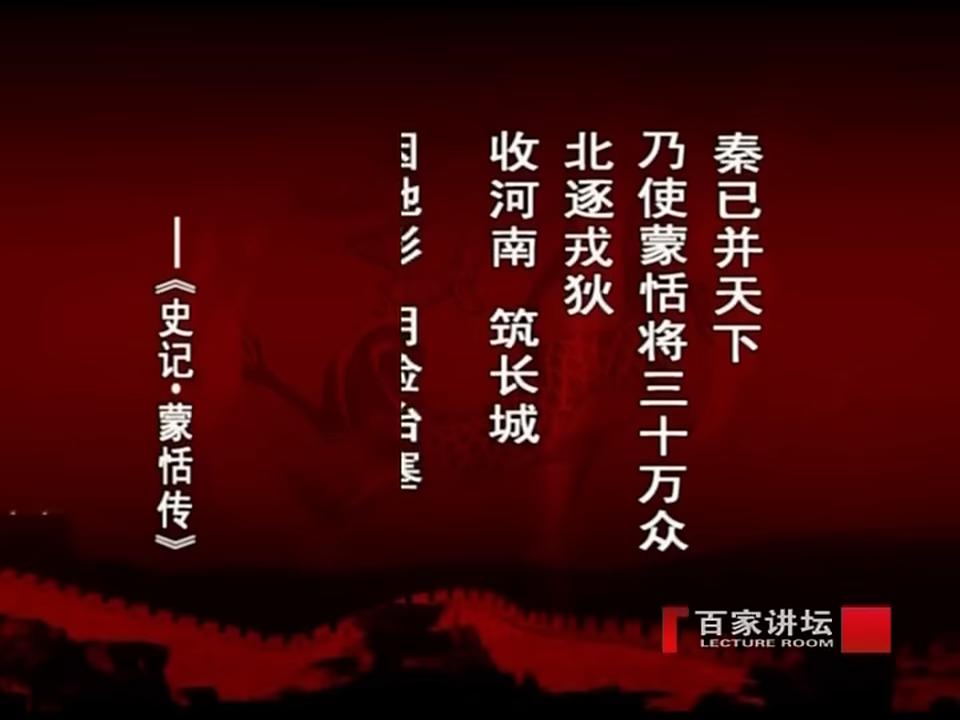 秦已并天下
乃使蒙恬将三十万众
北逐戎狄
收河南 筑长城
—《史记·蒙恬传》
百家讲坛
LECTURE ROOM